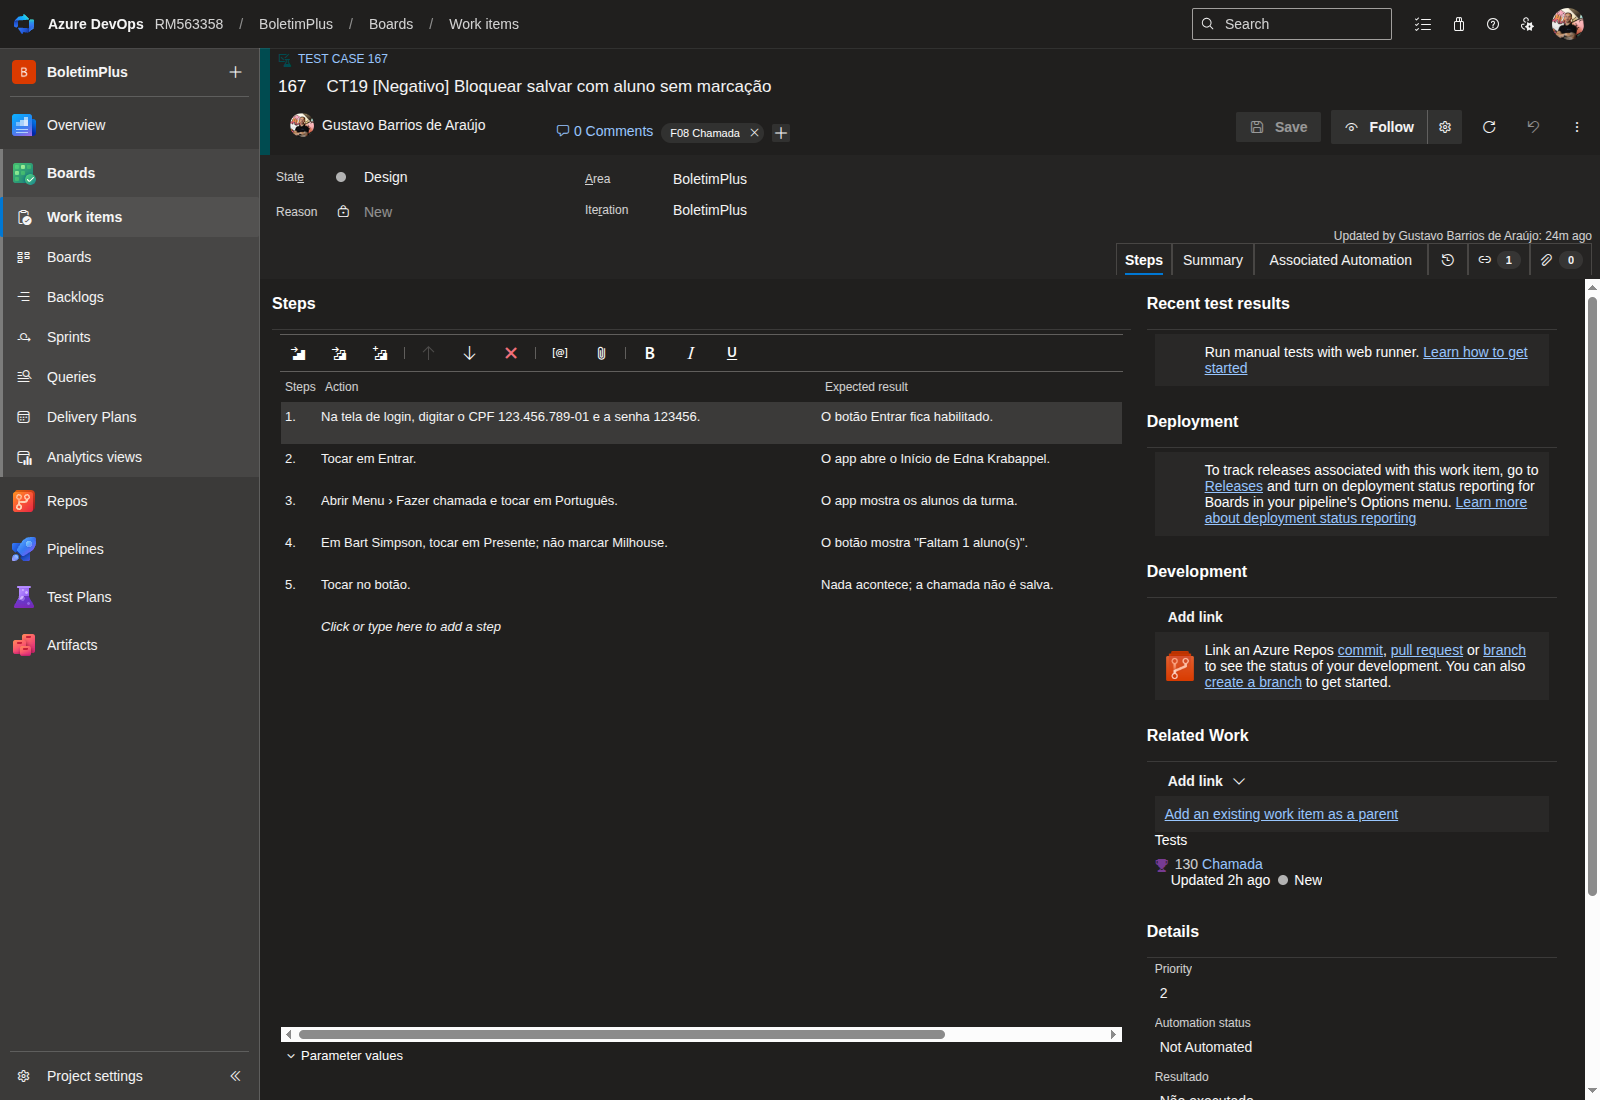 Azure DevOps RM563358 / BoletimPlus / Boards / Work items
Search
B BoletimPlus
Overview
Boards
Work items
Boards
Backlogs
Sprints
Queries
Delivery Plans
Analytics views
Repos
Pipelines
Test Plans
Artifacts
Project settings
TEST CASE 167
167 CT19 [Negativo] Bloquear salvar com aluno sem marcação
Gustavo Barrios de Araújo
0 Comments
F08 Chamada
Save
Follow
State Design
Area BoletimPlus
Reason New
Iteration BoletimPlus
Updated by Gustavo Barrios de Araújo: 24m ago
Steps Summary Associated Automation 1 0
Steps
B I U
Steps Action Expected result
1. Na tela de login, digitar o CPF 123.456.789-01 e a senha 123456. O botão Entrar fica habilitado.
2. Tocar em Entrar. O app abre o Início de Edna Krabappel.
3. Abrir Menu › Fazer chamada e tocar em Português. O app mostra os alunos da turma.
4. Em Bart Simpson, tocar em Presente; não marcar Milhouse. O botão mostra "Faltam 1 aluno(s)".
5. Tocar no botão. Nada acontece; a chamada não é salva.
Click or type here to add a step
Parameter values
Recent test results
Run manual tests with web runner. Learn how to get
started
Deployment
To track releases associated with this work item, go to
Releases and turn on deployment status reporting for
Boards in your pipeline's Options menu. Learn more
about deployment status reporting
Development
Add link
Link an Azure Repos commit, pull request or branch
to see the status of your development. You can also
create a branch to get started.
Related Work
Add link
Add an existing work item as a parent
Tests
130 Chamada
Updated 2h ago New
Details
Priority
2
Automation status
Not Automated
Resultado
Não executado